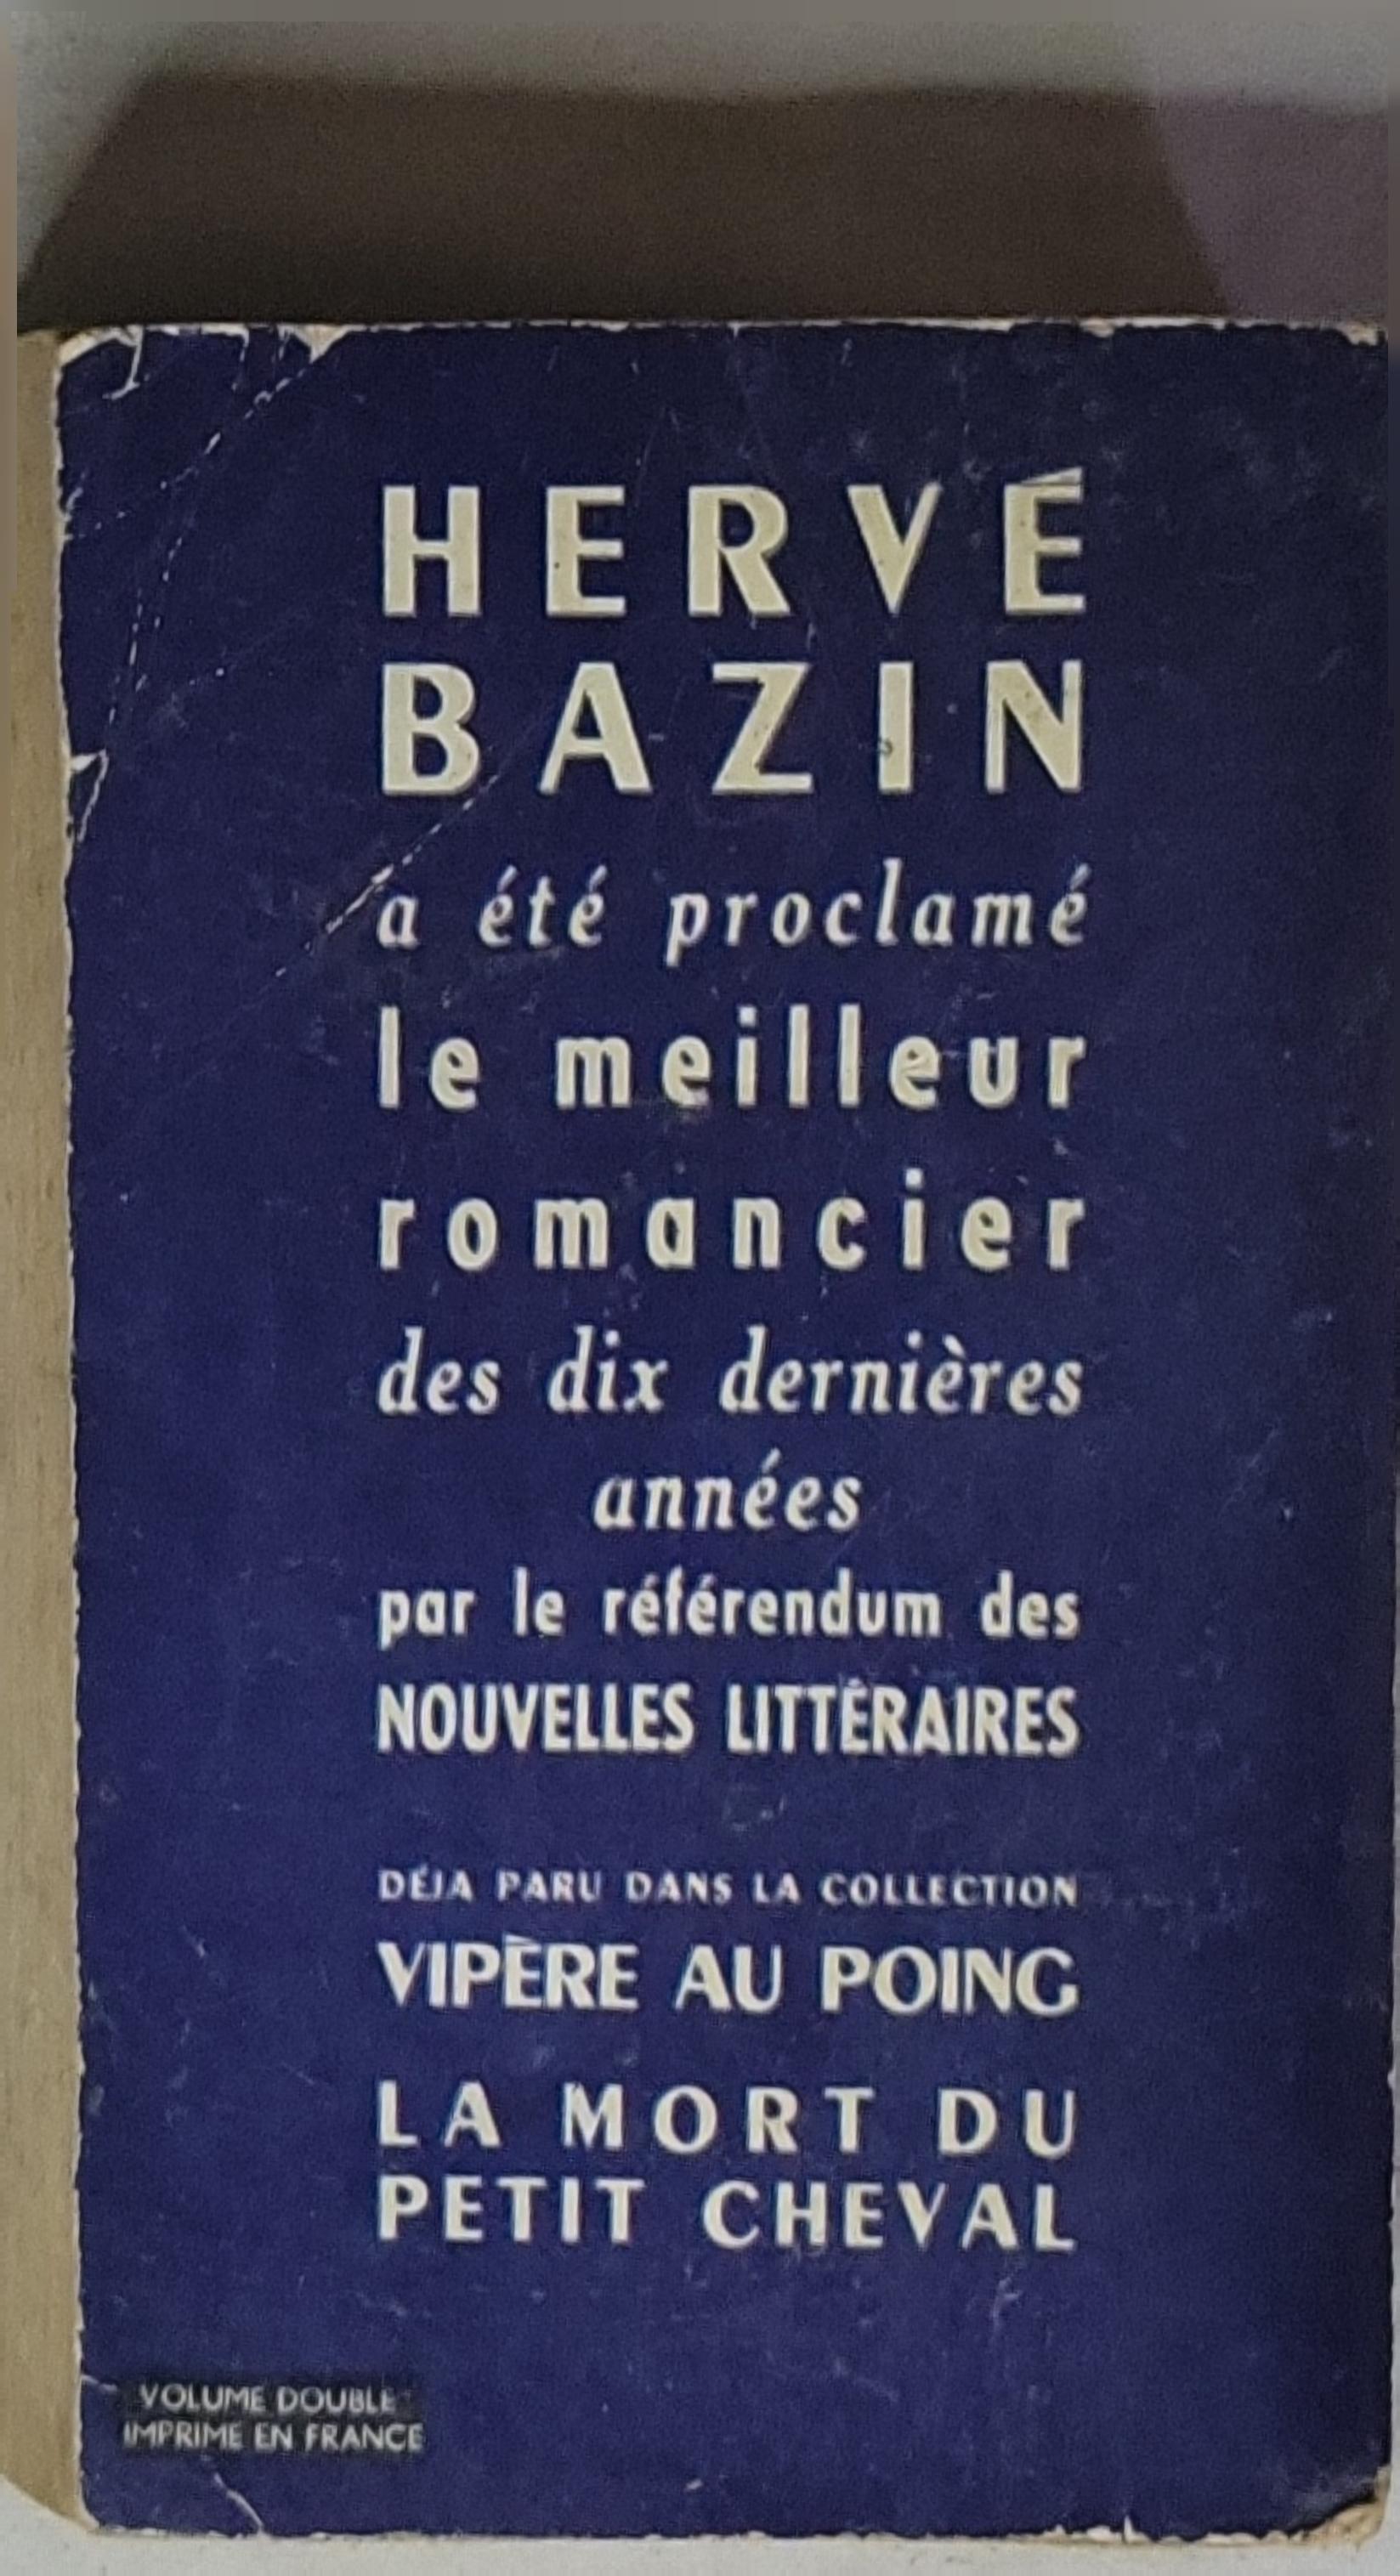 HERVÉ
BAZIN
a été proclamé
le meilleur
romancier
des dix dernières
années
par le référendum des
NOUVELLES LITTÉRAIRES
DÉJA PARU DANS LA COLLECTION
VIPÈRE AU POING
LA MORT DU
PETIT CHEVAL
VOLUME DOUBLE
IMPRIME EN FRANCE